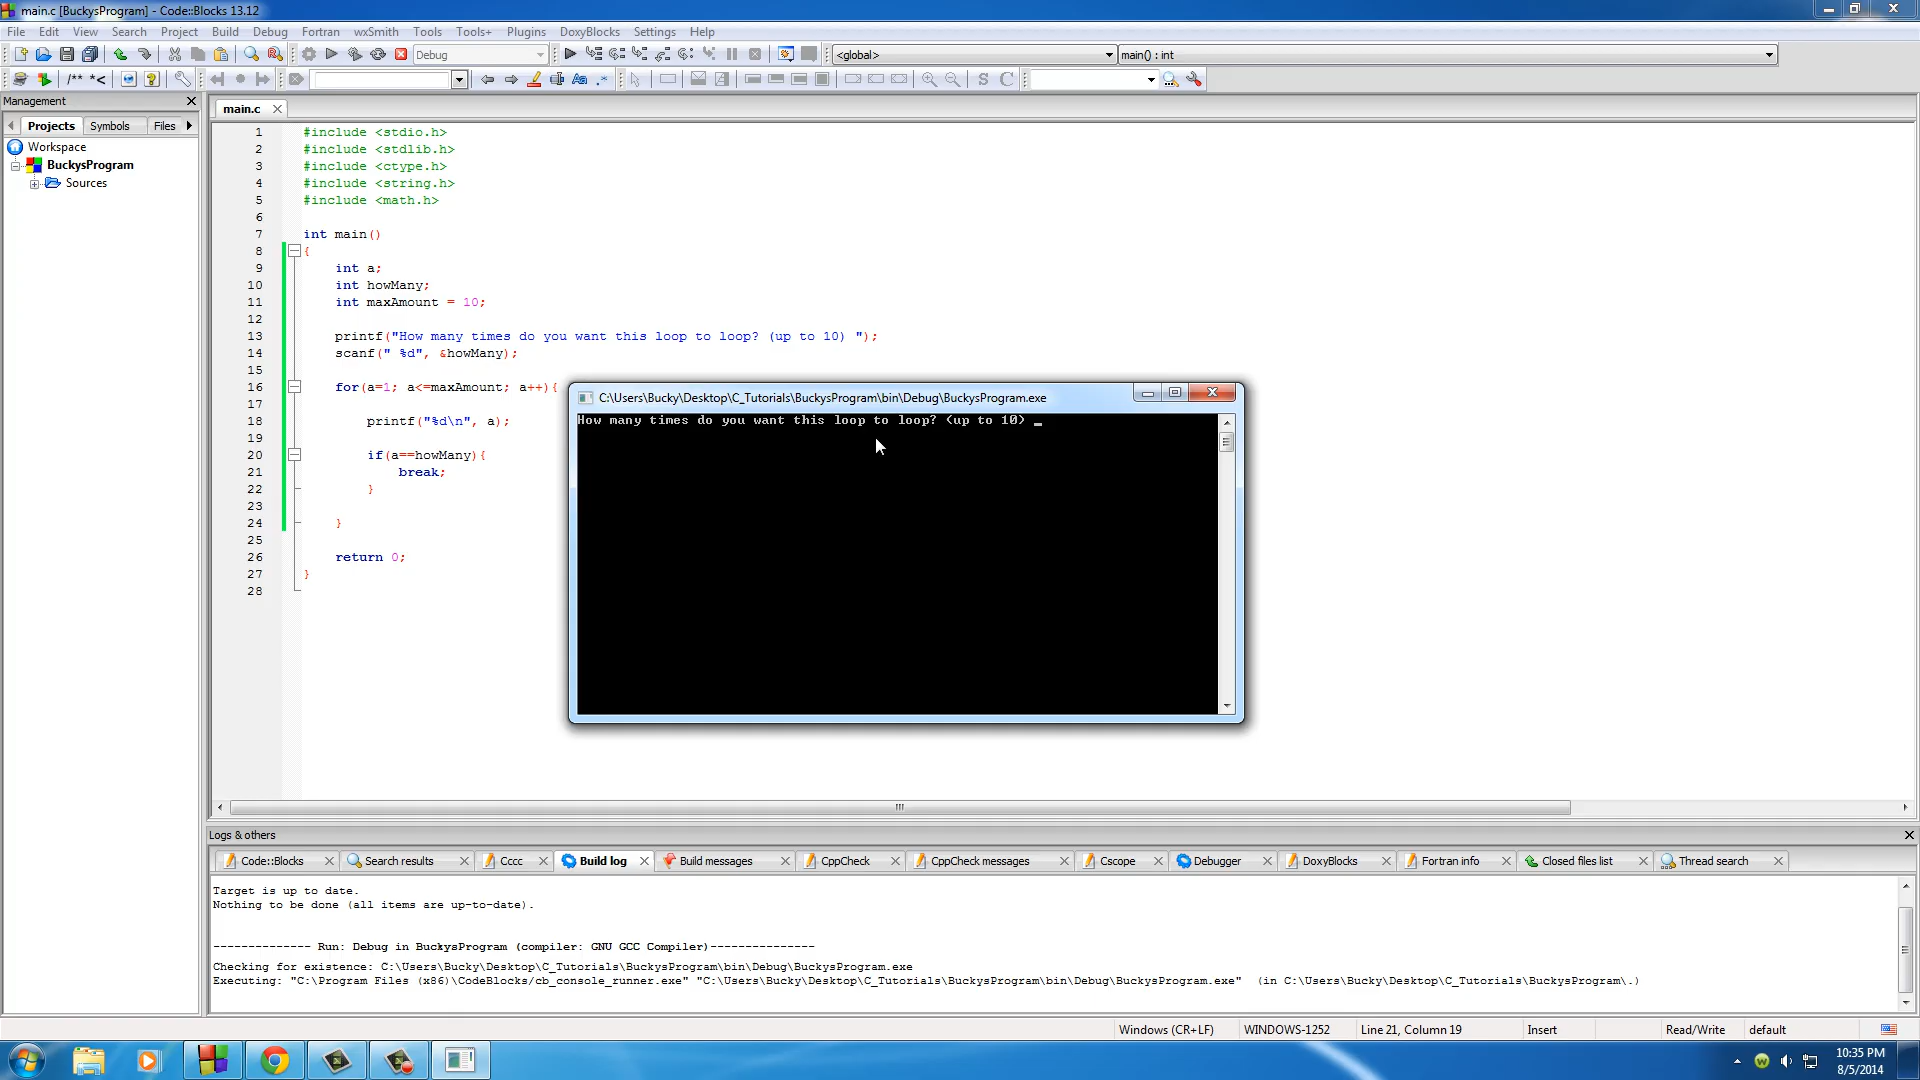 main.c [BuckysProgram] - Code::Blocks 13.12
File Edit View Search Project Build Debug Fortran wxSmith Tools Tools+ Plugins DoxyBlocks Settings Help
Debug <global> main() : int
/** *< Aa .* S C
Management
main.c
Projects Symbols Files
Workspace
BuckysProgram
Sources
1 #include <stdio.h>
2 #include <stdlib.h>
3 #include <ctype.h>
4 #include <string.h>
5 #include <math.h>
6
7 int main()
8 {
9 int a;
10 int howMany;
11 int maxAmount = 10;
12
13 printf("How many times do you want this loop to loop? (up to 10) ");
14 scanf(" %d", &howMany);
15
16 for(a=1; a<=maxAmount; a++){
17
18 printf("%d\n", a);
19
20 if(a==howMany){
21 break;
22 }
23
24 }
25
26 return 0;
27 }
28
C:\Users\Bucky\Desktop\C_Tutorials\BuckysProgram\bin\Debug\BuckysProgram.exe
How many times do you want this loop to loop? (up to 10) _
Logs & others
Code::Blocks Search results Cccc Build log Build messages CppCheck CppCheck messages Cscope Debugger DoxyBlocks Fortran info Closed files list Thread search
Target is up to date.
Nothing to be done (all items are up-to-date).
-------------- Run: Debug in BuckysProgram (compiler: GNU GCC Compiler)---------------
Checking for existence: C:\Users\Bucky\Desktop\C_Tutorials\BuckysProgram\bin\Debug\BuckysProgram.exe
Executing: "C:\Program Files (x86)\CodeBlocks/cb_console_runner.exe" "C:\Users\Bucky\Desktop\C_Tutorials\BuckysProgram\bin\Debug\BuckysProgram.exe" (in C:\Users\Bucky\Desktop\C_Tutorials\BuckysProgram\.)
Windows (CR+LF) WINDOWS-1252 Line 21, Column 19 Insert Read/Write default
10:35 PM
8/5/2014